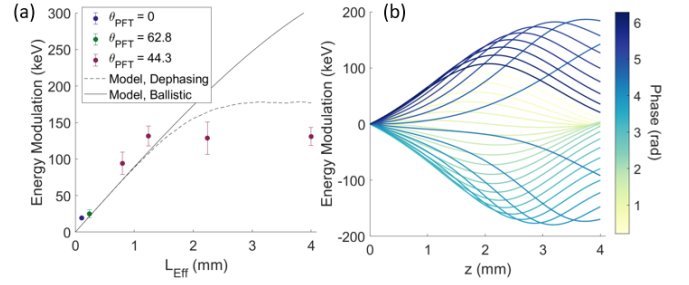 (a)
300
250
200
150
100
50
0
Energy Modulation (keV)
θPFT = 0
θPFT = 62.8
θPFT = 44.3
Model, Dephasing
Model, Ballistic
0 1 2 3 4
LEff (mm)
(b)
200
100
0
-100
-200
Energy Modulation (keV)
0 1 2 3 4
z (mm)
6
5
4
3
2
1
Phase (rad)